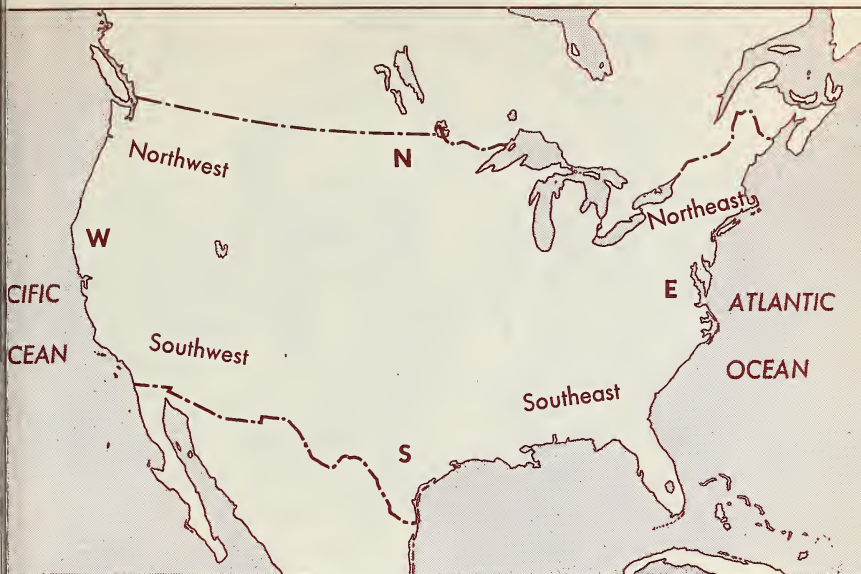 Northwest
N
Northeast
W
E
CIFIC
CEAN
ATLANTIC
OCEAN
Southwest
Southeast
S